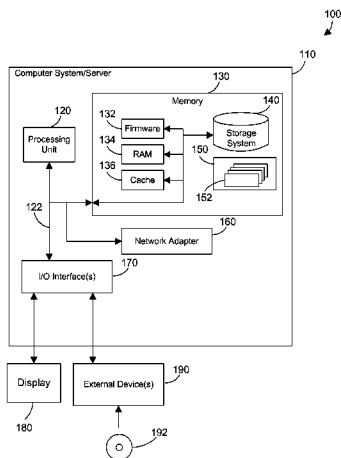 100
110
Computer System/Server
130
120
Memory
140
132
Firmware
Processing
Unit
134
Storage
System
RAM
150
136
Cache
152
122
160
Network Adapter
170
I/O Interface(s)
190
Display
External Device(s)
180
192